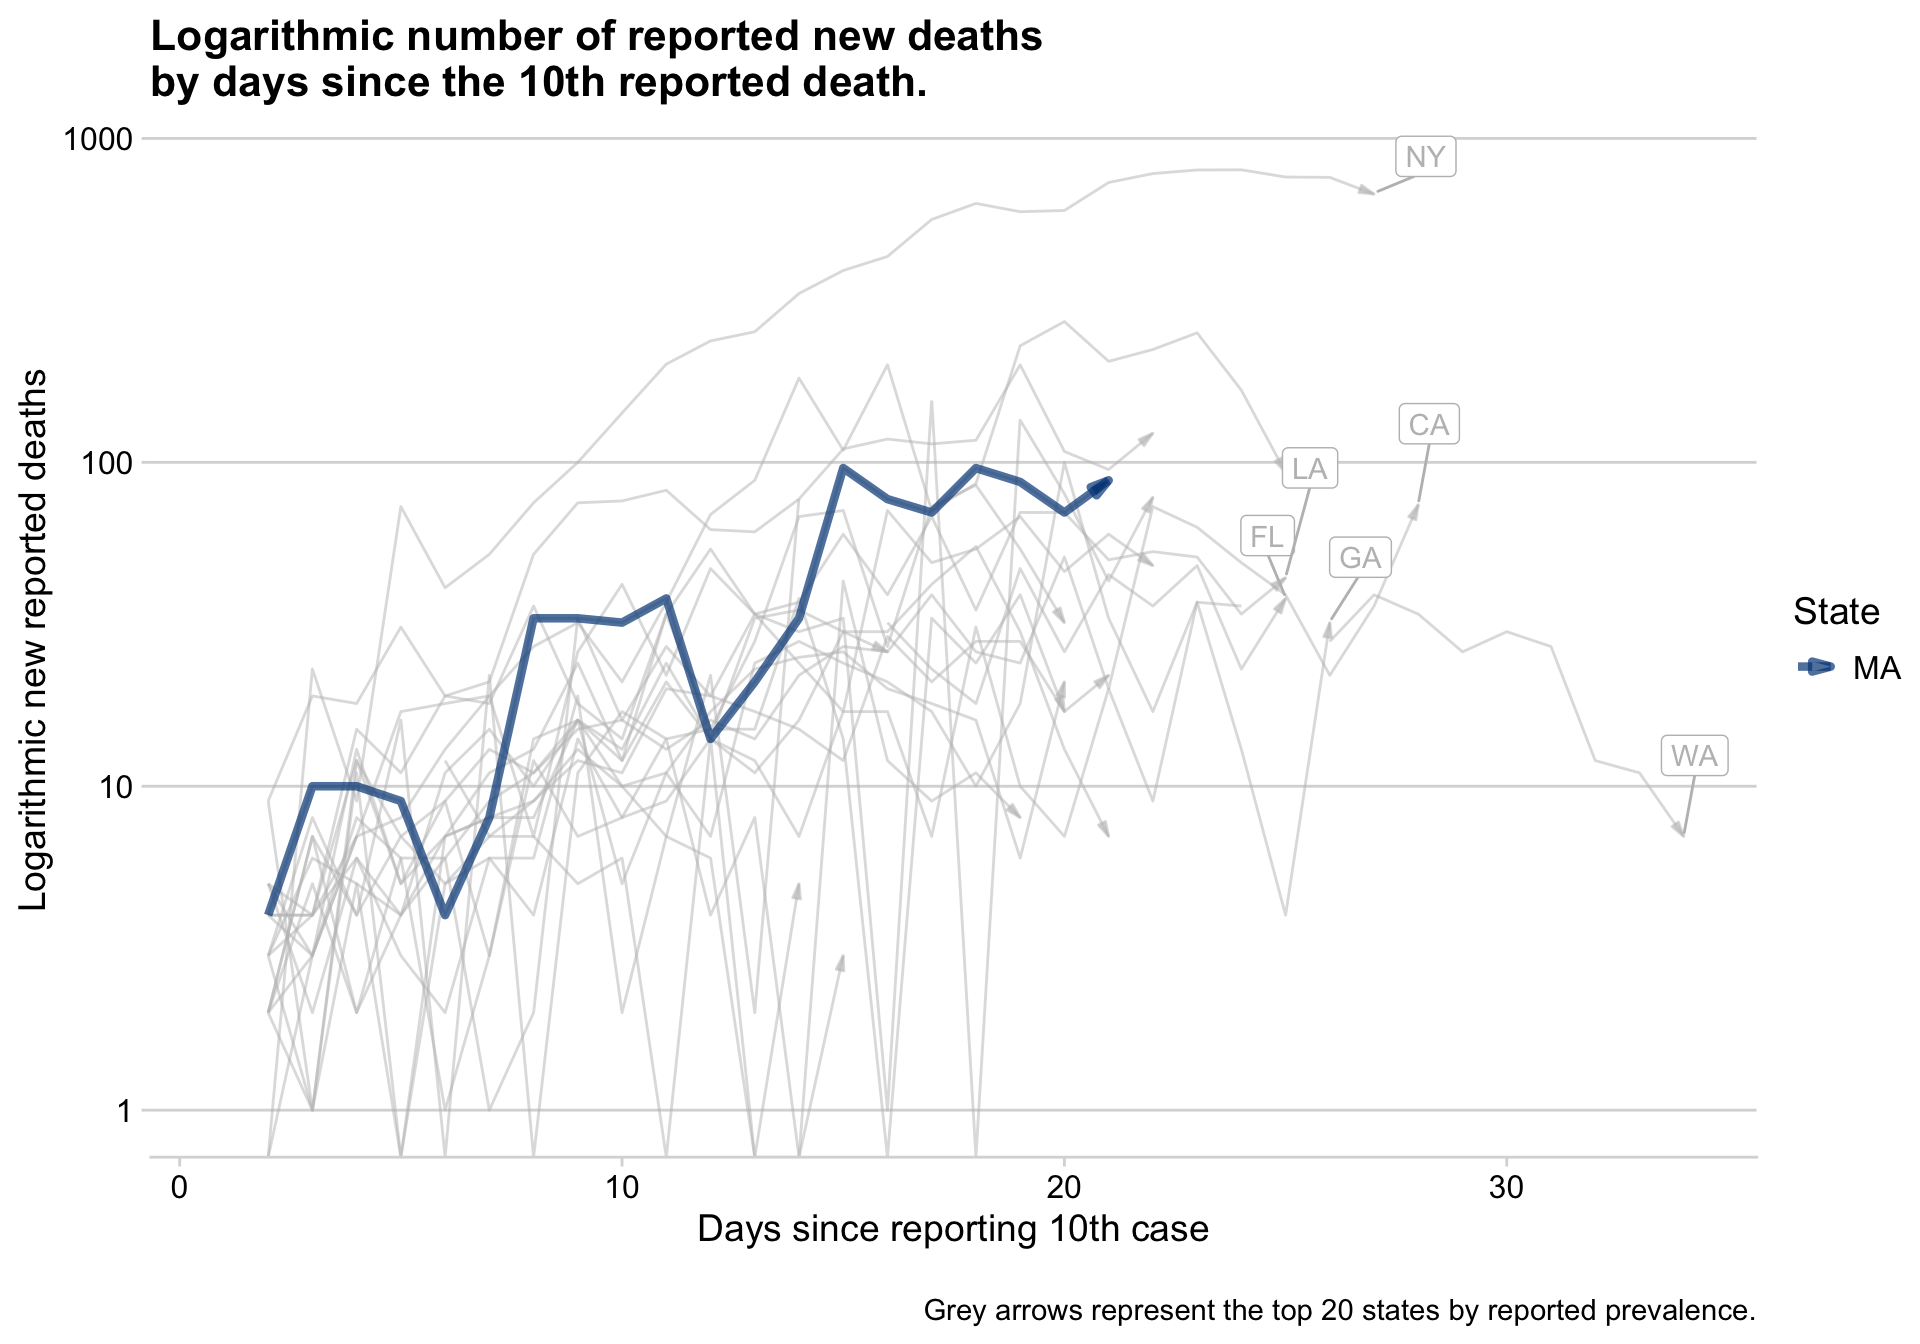 Logarithmic number of reported new deaths
by days since the 10th reported death.
1000
100
10
1
Logarithmic new reported deaths
NY
CA
LA
FL
GA
WA
State
MA
0
10
20
30
Days since reporting 10th case
Grey arrows represent the top 20 states by reported prevalence.